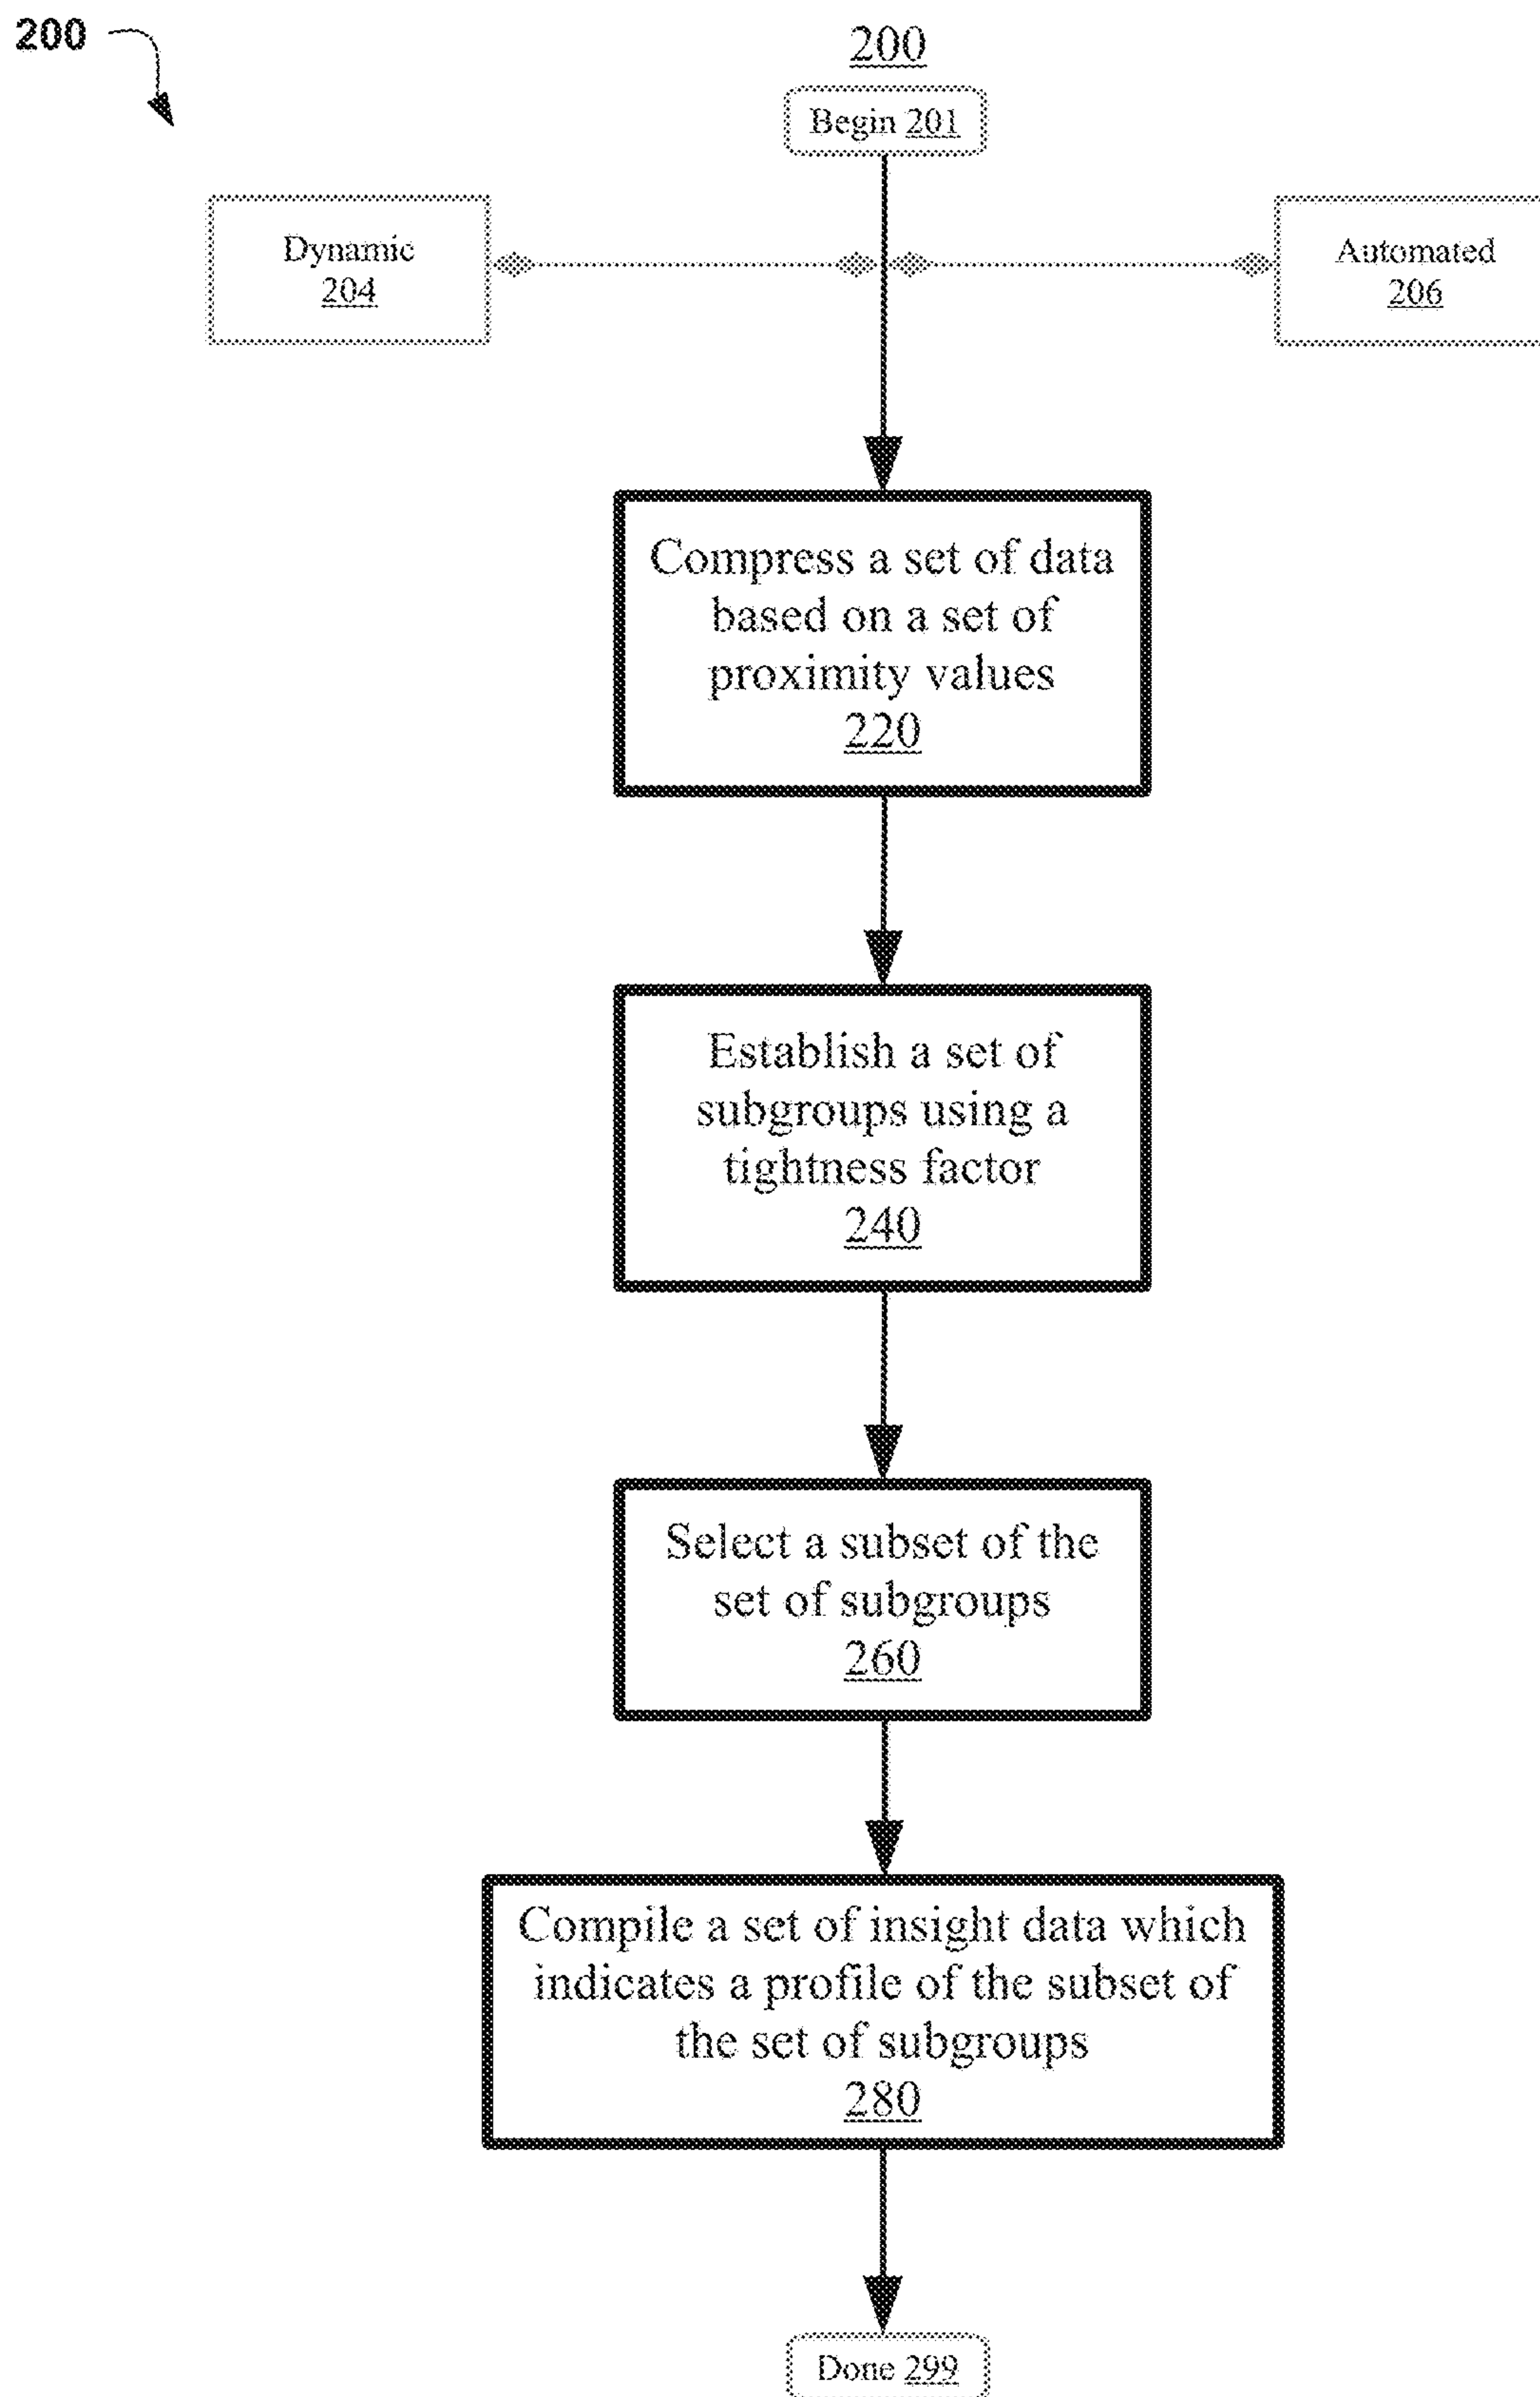 200
200
Begin 201
Dynamic
204
Automated
206
Compress a set of data
based on a set of
proximity values
220
Establish a set of
subgroups using a
tightness factor
240
Select a subset of the
set of subgroups
260
Compile a set of insight data which
indicates a profile of the subset of
the set of subgroups
280
Done 299